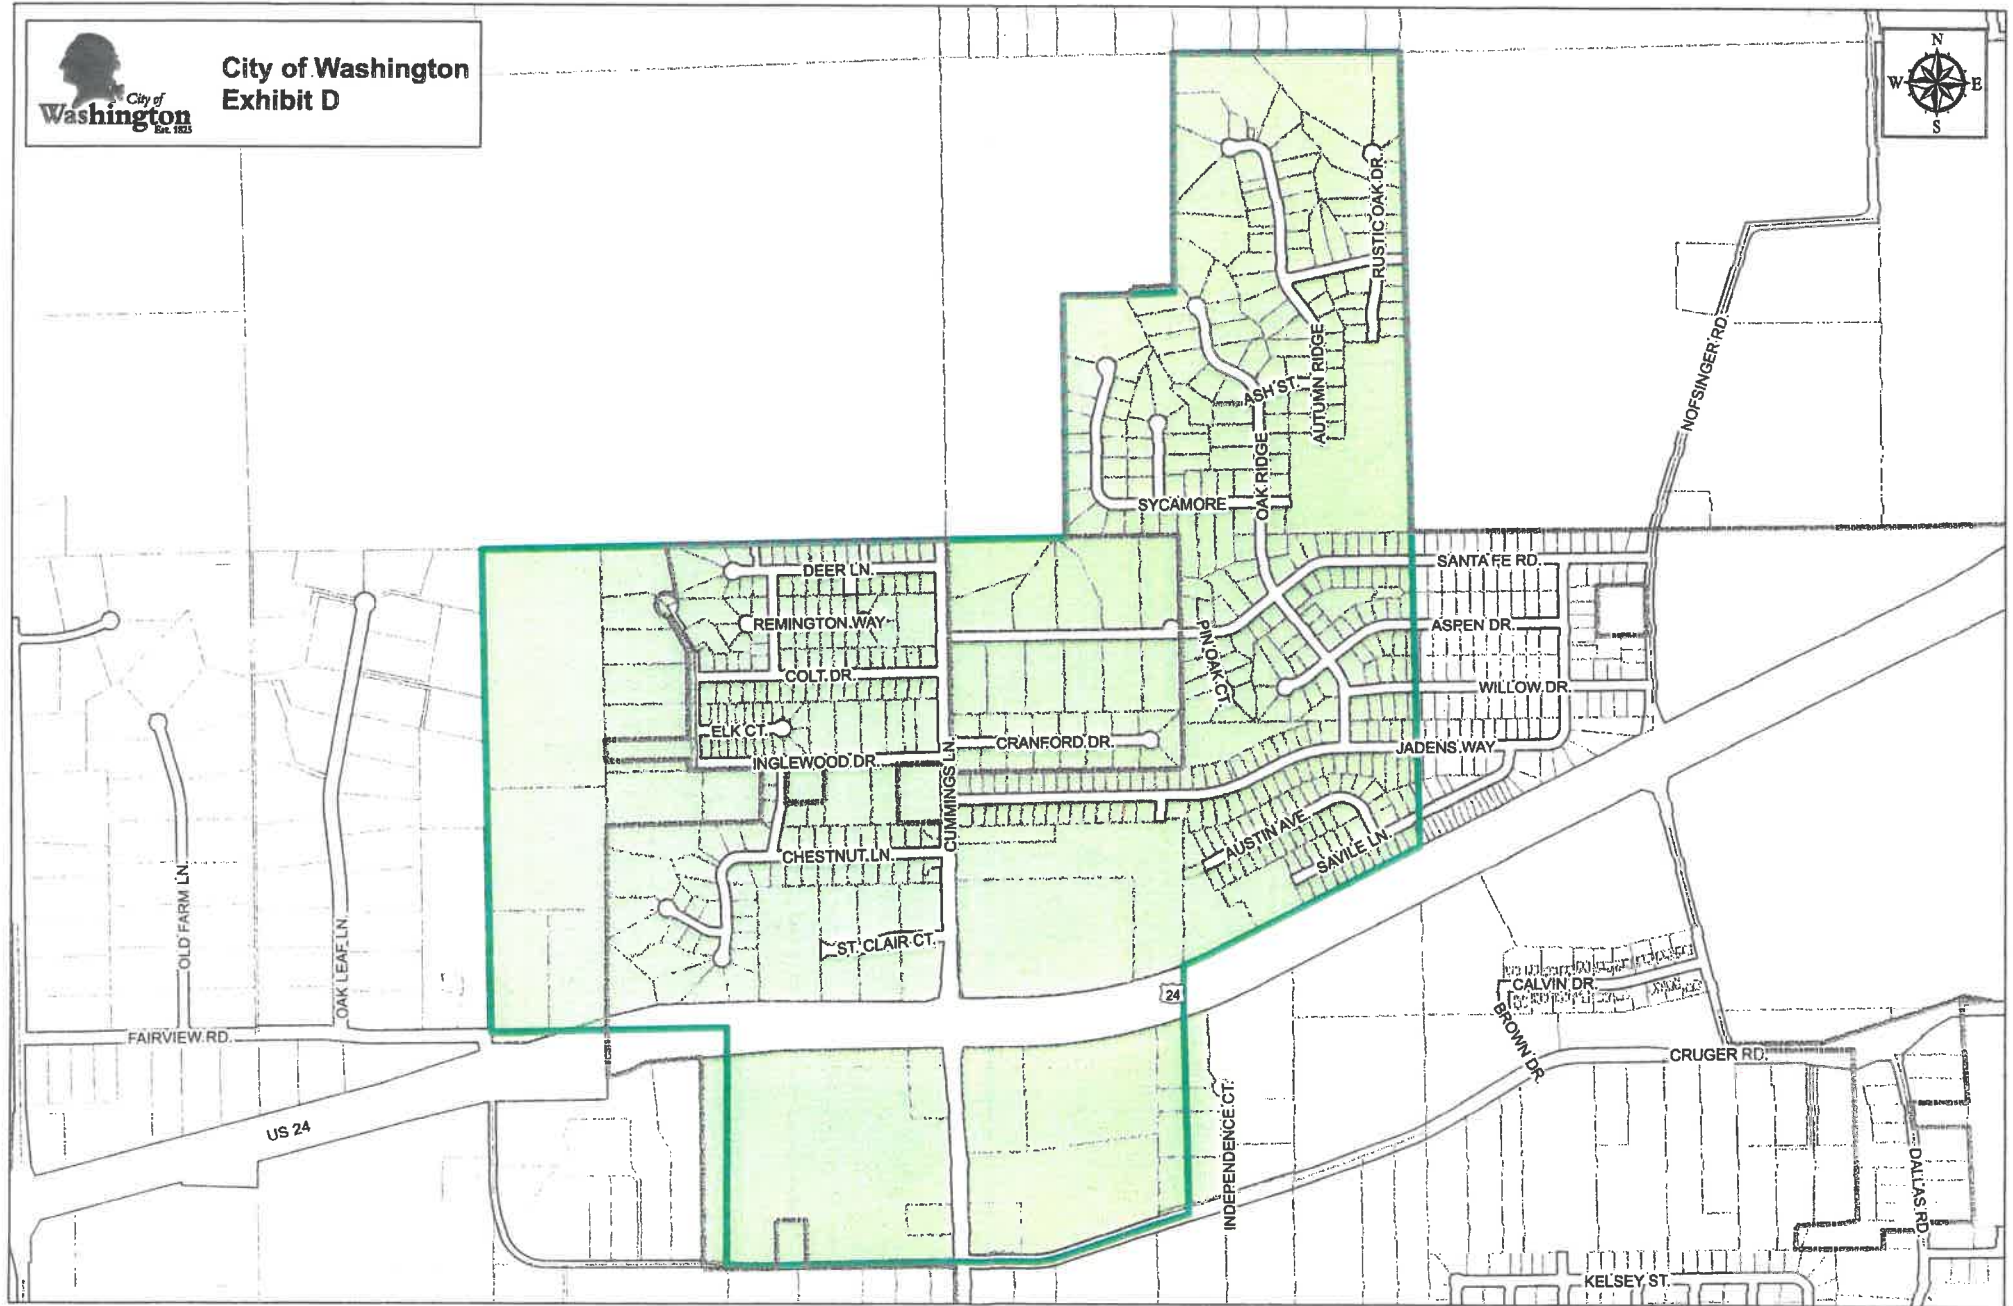 City of
Washington
Est. 1825
City of Washington
Exhibit D
N
W
E
S
RUSTIC OAK DR.
NOFSINGER RD.
AUTUMN RIDGE
ASH ST.
OAK RIDGE
SYCAMORE
SANTA FE RD.
DEER LN.
REMINGTON WAY
PIN OAK CT.
ASPEN DR.
COLT DR.
WILLOW DR.
ELK CT.
CRANFORD DR.
JADENS WAY
INGLEWOOD DR.
CUMMINGS LN.
AUSTIN AVE.
SAVILE LN.
CHESTNUT LN.
OLD FARM LN.
OAK LEAF LN.
ST. CLAIR CT.
24
CALVIN DR.
BROWN DR.
FAIRVIEW RD.
CRUGER RD.
US 24
INDEPENDENCE CT.
DALLAS RD.
KELSEY ST.